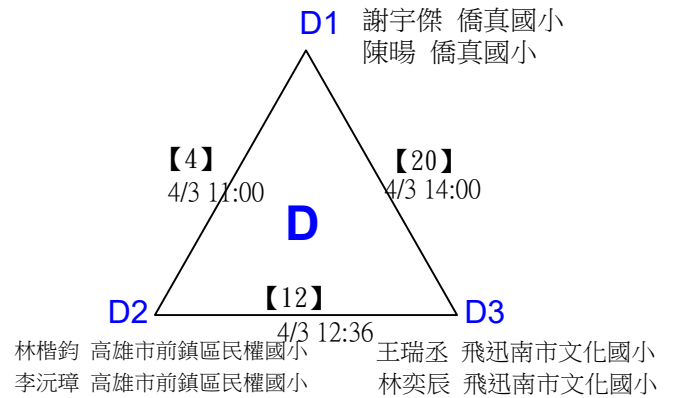 D1
謝宇傑 僑真國小
陳暘 僑真國小
【4】
4/3 11:00
【20】
4/3 14:00
D
【12】
4/3 12:36
D2
D3
林楷鈞 高雄市前鎮區民權國小
李沅璋 高雄市前鎮區民權國小
王瑞丞 飛迅南市文化國小
林奕辰 飛迅南市文化國小